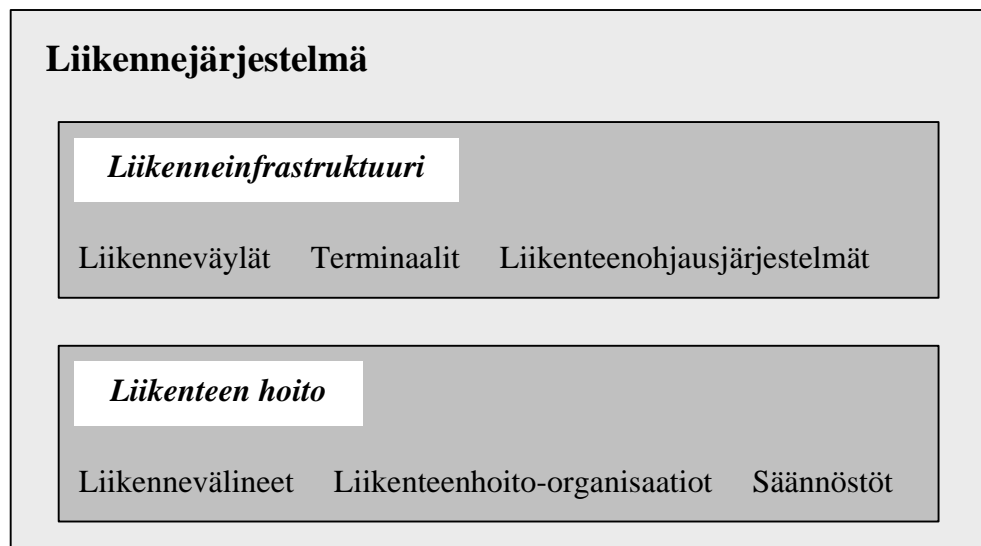 Liikennejärjestelmä
Liikenneinfrastruktuuri
Liikenneväylät Terminaalit Liikenteenohjausjärjestelmät
Liikenteen hoito
Liikennevälineet Liikenteenhoito-organisaatiot Säännöstöt